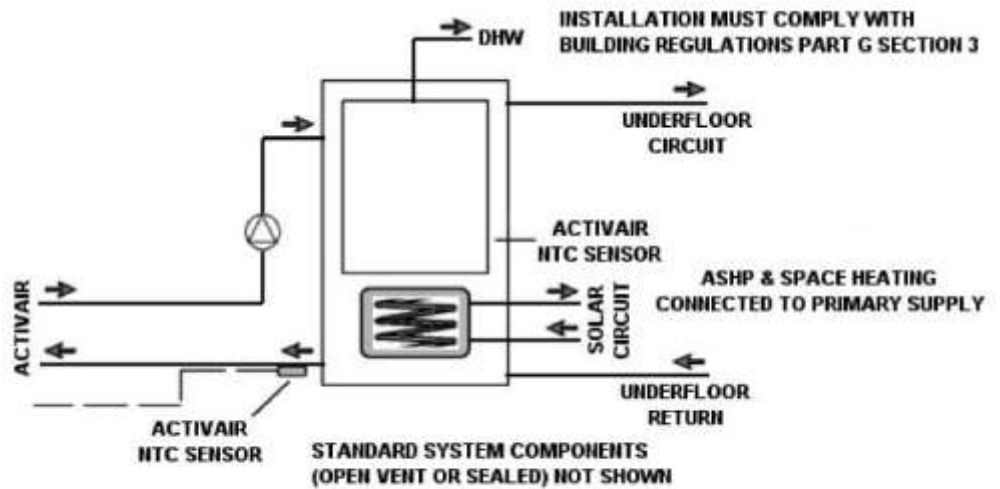 INSTALLATION MUST COMPLY WITH
BUILDING REGULATIONS PART G SECTION 3
DHW
UNDERFLOOR
CIRCUIT
ACTIVAIR
NTC SENSOR
ASHP & SPACE HEATING
CONNECTED TO PRIMARY SUPPLY
ACTIVAIR
SOLAR
CIRCUIT
UNDERFLOOR
RETURN
ACTIVAIR
NTC SENSOR
STANDARD SYSTEM COMPONENTS
(OPEN VENT OR SEALED) NOT SHOWN